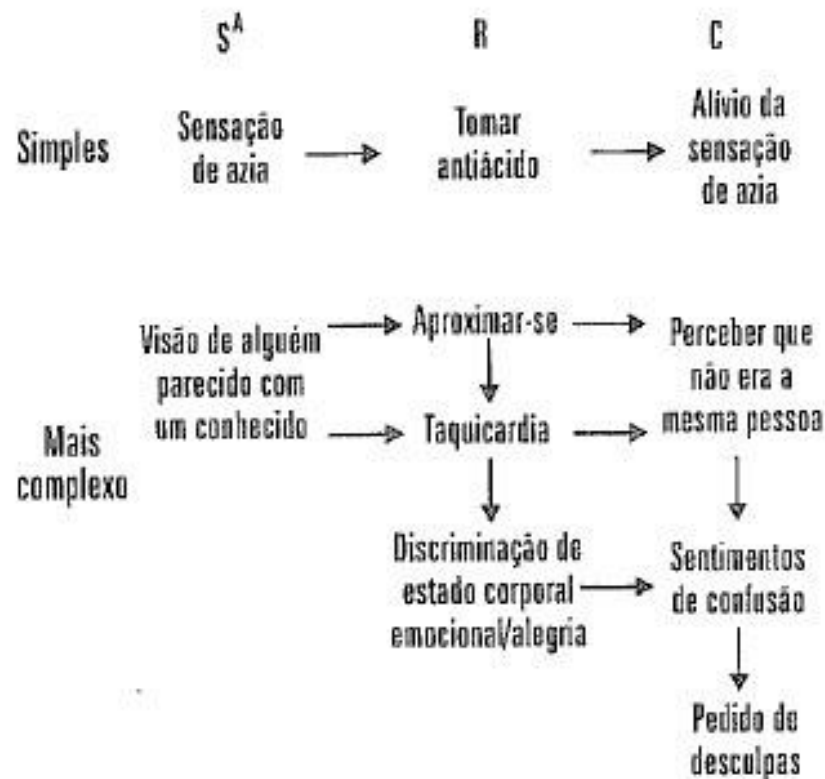 S^A R C
Simples
Sensação
de azia
Tomar
antiácido
Alívio da
sensação
de azia
Mais
complexo
Visão de alguém
parecido com
um conhecido
Aproximar-se
Taquicardia
Discriminação de
estado corporal
emocional/alegria
Perceber que
não era a
mesma pessoa
Sentimentos
de confusão
Pedido de
desculpas